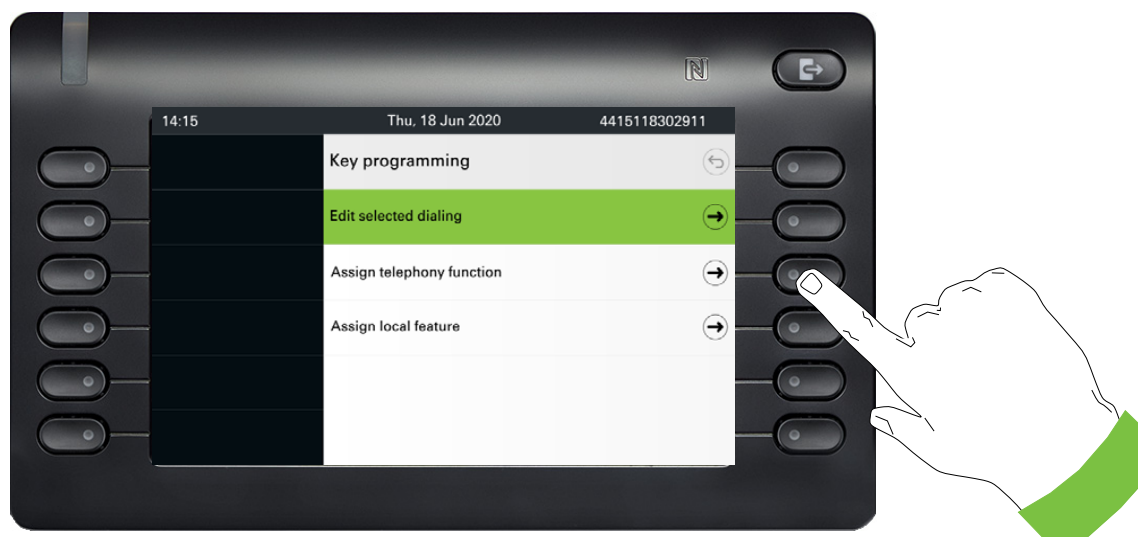 14:15 Thu, 18 Jun 2020 4415118302911
Key programming
Edit selected dialing
Assign telephony function
Assign local feature